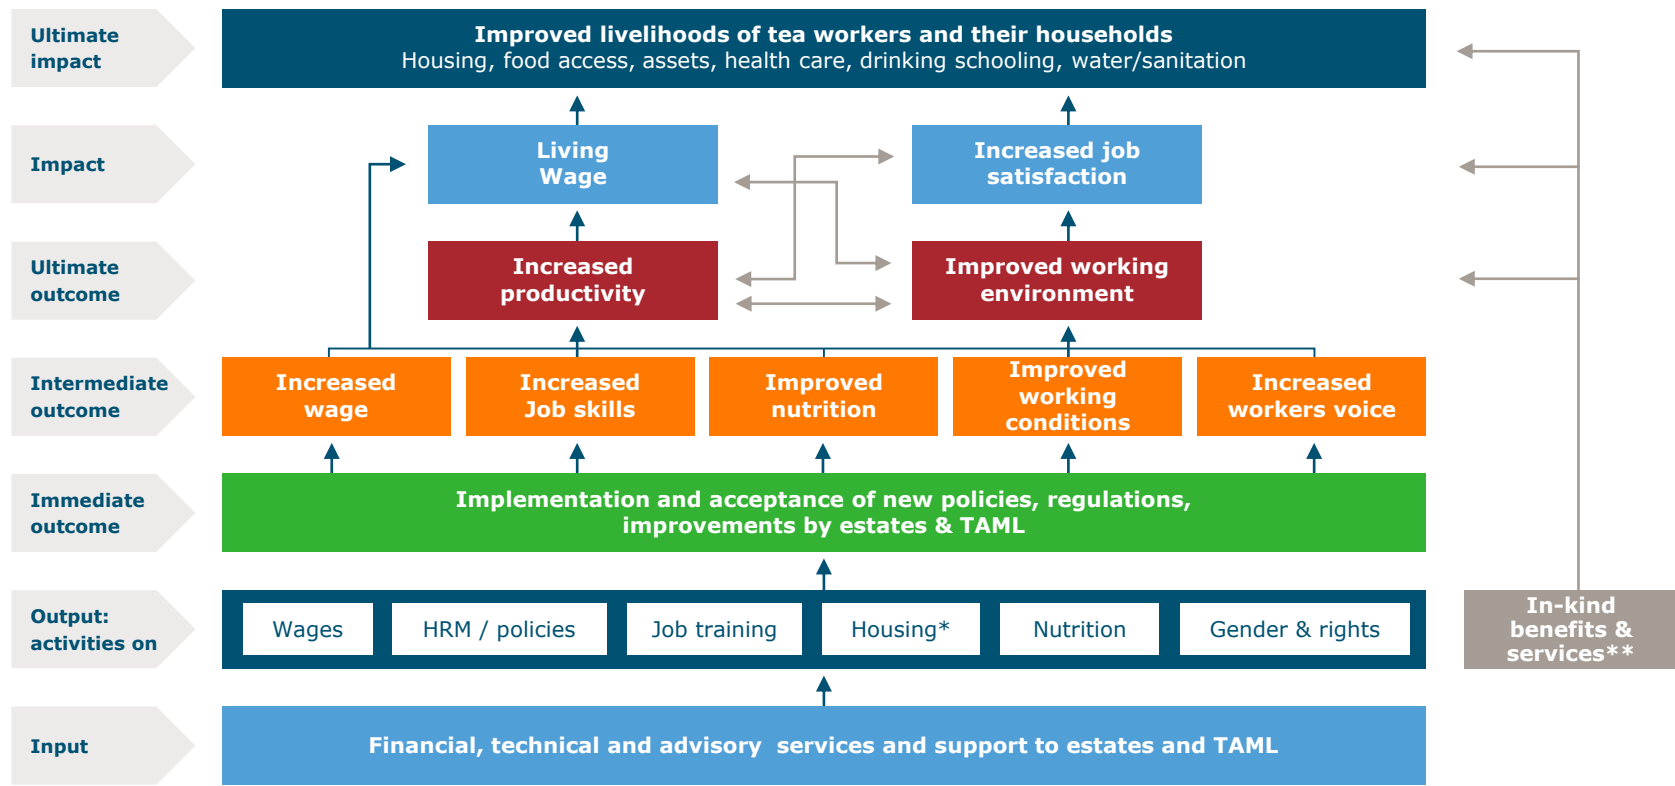 Ultimate
impact
Improved livelihoods of tea workers and their households
Housing, food access, assets, health care, drinking schooling, water/sanitation
Impact
Living
Wage
Increased job
satisfaction
Ultimate
outcome
Increased
productivity
Improved working
environment
Intermediate
outcome
Increased
wage
Increased
Job skills
Improved
nutrition
Improved
working
conditions
Increased
workers voice
Immediate
outcome
Implementation and acceptance of new policies, regulations,
improvements by estates & TAML
Output:
activities on
Wages
HRM / policies
Job training
Housing*
Nutrition
Gender & rights
In-kind
benefits &
services**
Input
Financial, technical and advisory  services and support to estates and TAML